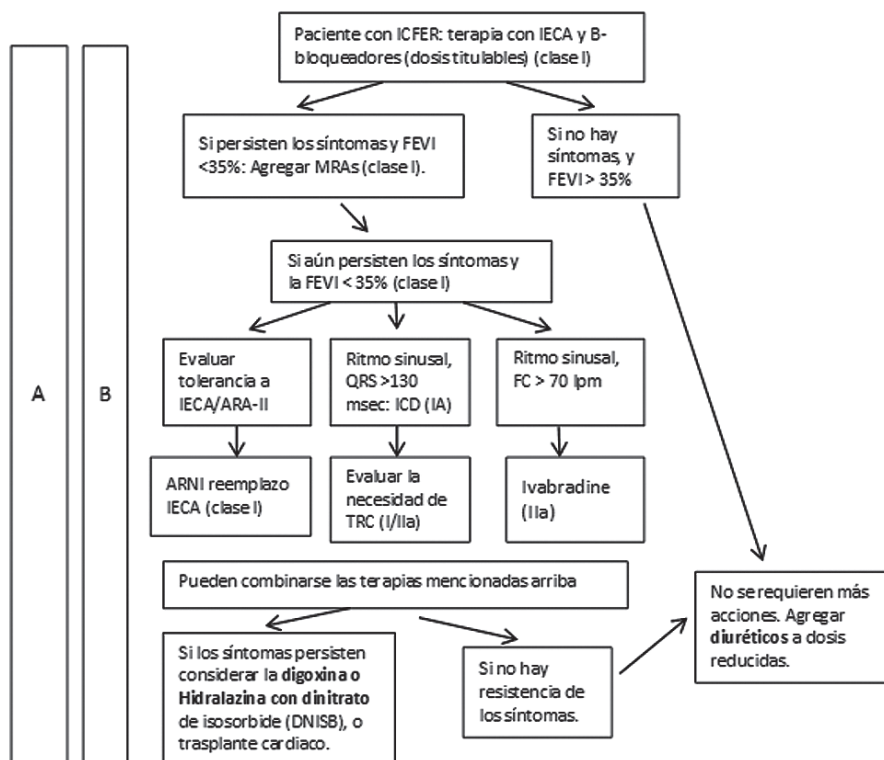 Paciente con ICFER: terapia con IECA y B-
bloqueadores (dosis titulables) (clase I)
Si persisten los síntomas y FEVI
<35%: Agregar MRAs (clase I).
Si no hay
síntomas, y
FEVI > 35%
Si aún persisten los síntomas y
la FEVI < 35% (clase I)
A
B
Evaluar
tolerancia a
IECA/ARA-II
Ritmo sinusal,
QRS >130
msec: ICD (IA)
Ritmo sinusal,
FC > 70 lpm
ARNI reemplazo
IECA (clase I)
Evaluar la
necesidad de
TRC (I/IIa)
Ivabradine
(IIa)
Pueden combinarse las terapias mencionadas arriba
No se requieren más
acciones. Agregar
diuréticos a dosis
reducidas.
Si los síntomas persisten
considerar la digoxina o
Hidralazina con dinitrato
de isosorbide (DNISB), o
trasplante cardiaco.
Si no hay
resistencia de
los síntomas.